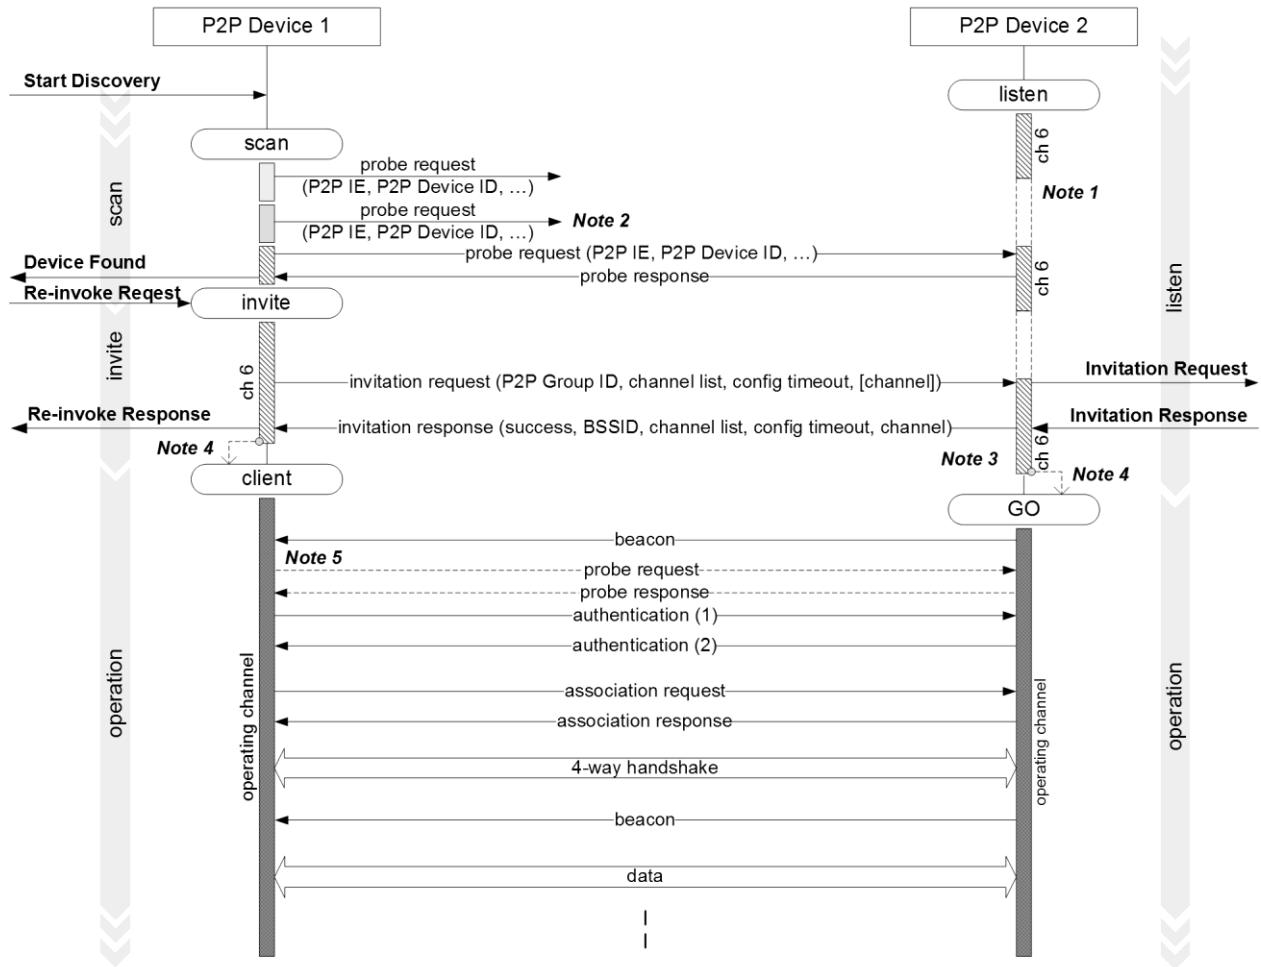 P2P Device 1
P2P Device 2
Start Discovery
listen
scan
ch 6
probe request
(P2P IE, P2P Device ID, …)
Note 1
scan
probe request
(P2P IE, P2P Device ID, …)
Note 2
probe request (P2P IE, P2P Device ID, …)
Device Found
probe response
ch 6
Re-invoke Reqest
invite
listen
invite
ch 6
invitation request (P2P Group ID, channel list, config timeout, [channel])
Invitation Request
Re-invoke Response
invitation response (success, BSSID, channel list, config timeout, channel)
Invitation Response
Note 4
Note 3
ch 6
Note 4
client
GO
beacon
Note 5
probe request
probe response
authentication (1)
authentication (2)
operation
operating channel
association request
association response
operating channel
operation
4-way handshake
beacon
data